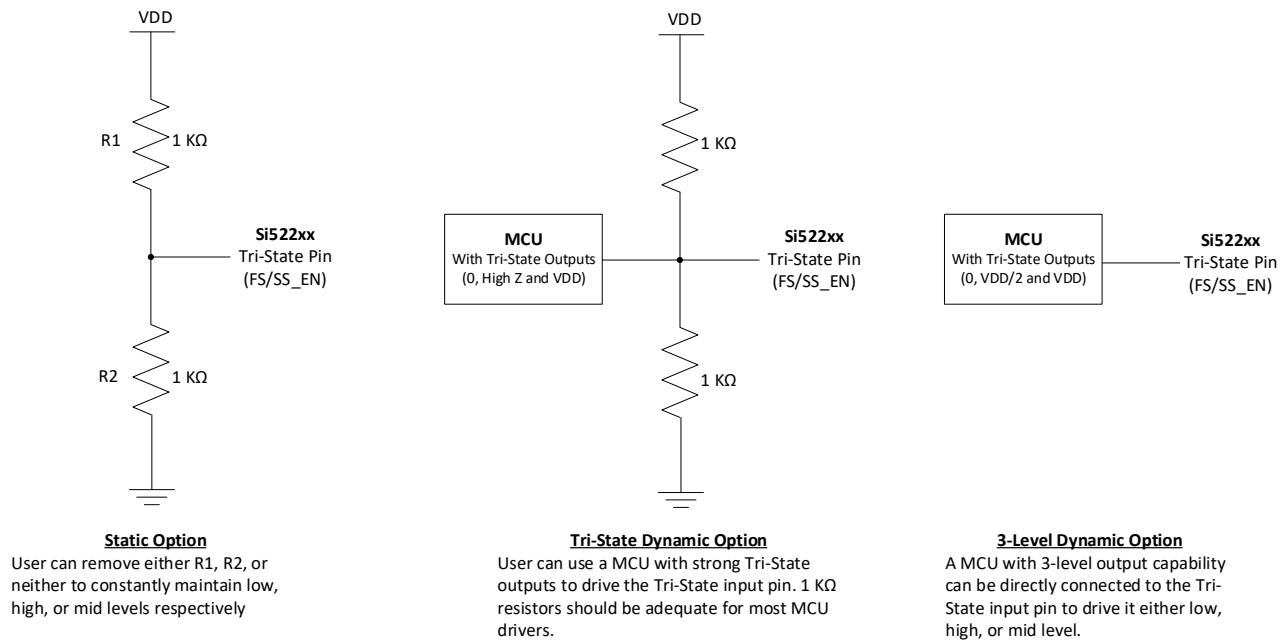 VDD
R1
1 KΩ
Si522xx
Tri-State Pin
(FS/SS_EN)
R2
1 KΩ
Static Option
User can remove either R1, R2, or
neither to constantly maintain low,
high, or mid levels respectively
VDD
1 KΩ
MCU
With Tri-State Outputs
(0, High Z and VDD)
Si522xx
Tri-State Pin
(FS/SS_EN)
1 KΩ
Tri-State Dynamic Option
User can use a MCU with strong Tri-State
outputs to drive the Tri-State input pin. 1 KΩ
resistors should be adequate for most MCU
drivers.
MCU
With Tri-State Outputs
(0, VDD/2 and VDD)
Si522xx
Tri-State Pin
(FS/SS_EN)
3-Level Dynamic Option
A MCU with 3-level output capability
can be directly connected to the Tri-
State input pin to drive it either low,
high, or mid level.